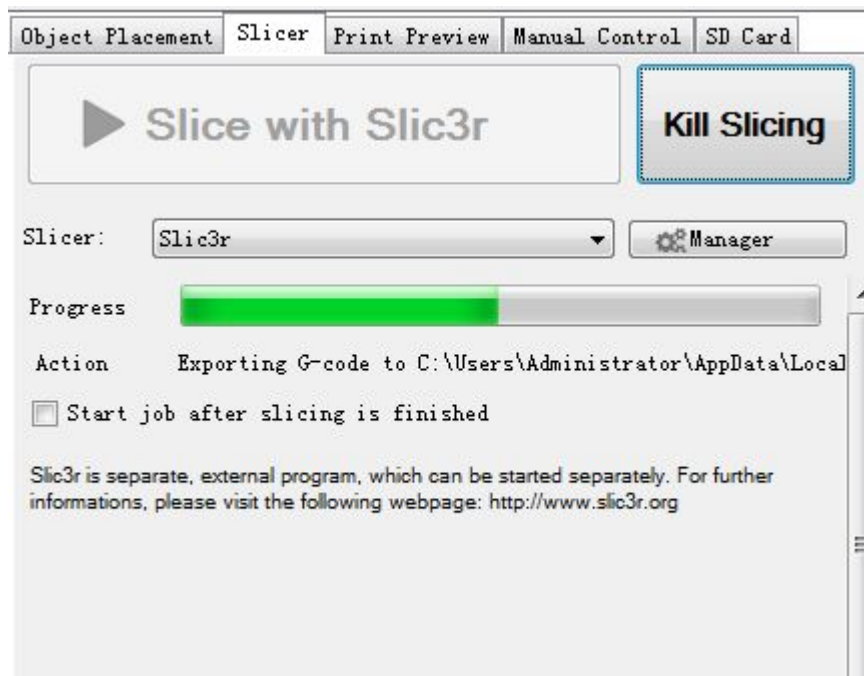 Object Placement Slicer Print Preview Manual Control SD Card
Slice with Slic3r Kill Slicing
Slicer: Slic3r Manager
Progress
Action Exporting G-code to C:\Users\Administrator\AppData\Local
Start job after slicing is finished
Slic3r is separate, external program, which can be started separately. For further
informations, please visit the following webpage: http://www.slic3r.org